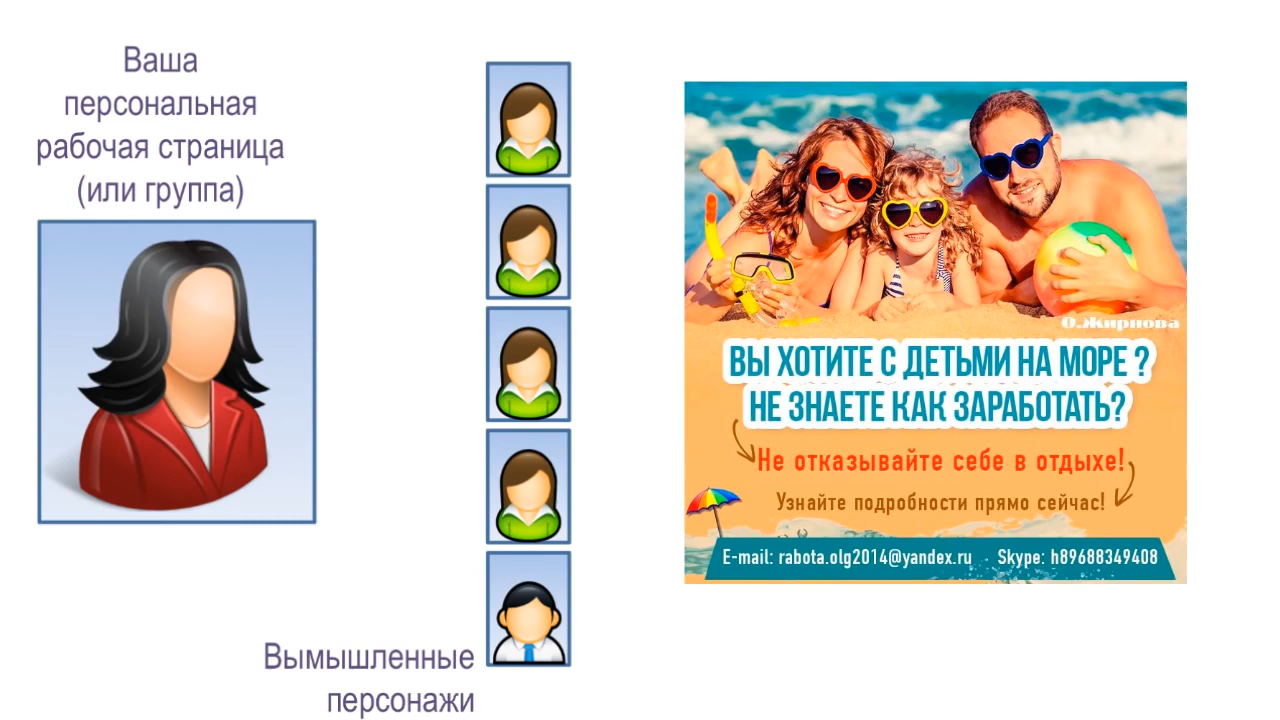 Ваша
персональная
рабочая страница
(или группа)
Вымышленные
персонажи
О.Жирнова
ВЫ ХОТИТЕ С ДЕТЬМИ НА МОРЕ ?
НЕ ЗНАЕТЕ КАК ЗАРАБОТАТЬ?
Не отказывайте себе в отдыхе!
Узнайте подробности прямо сейчас!
E-mail: rabota.olg2014@yandex.ru Skype: h89688349408